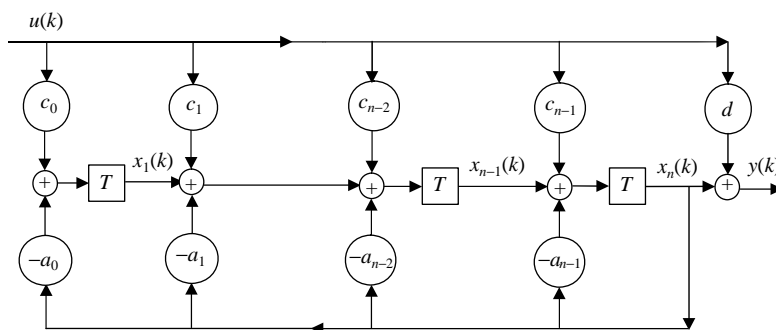 u(k)
c₀ c₁ cₙ₋₂ cₙ₋₁ d
x₁(k) xₙ₋₁(k) xₙ(k) y(k)
+ T + + T + T +
−a₀ −a₁ −aₙ₋₂ −aₙ₋₁